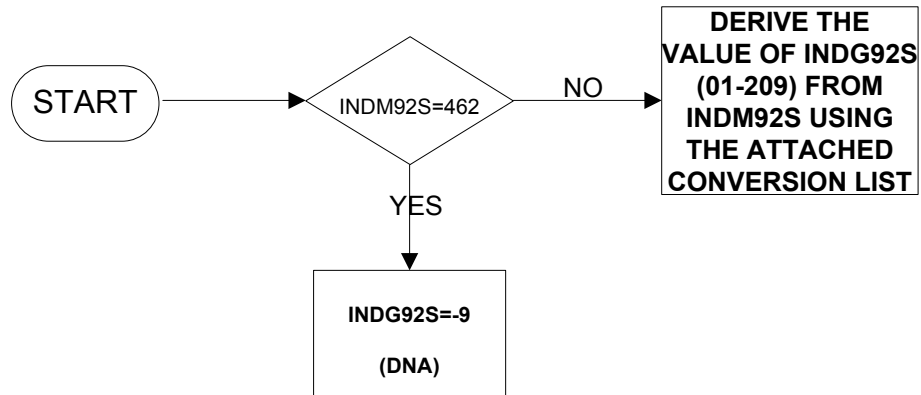 START
INDM92S=462
NO
DERIVE THE
VALUE OF INDG92S
(01-209) FROM
INDM92S USING
THE ATTACHED
CONVERSION LIST
YES
INDG92S=-9
(DNA)